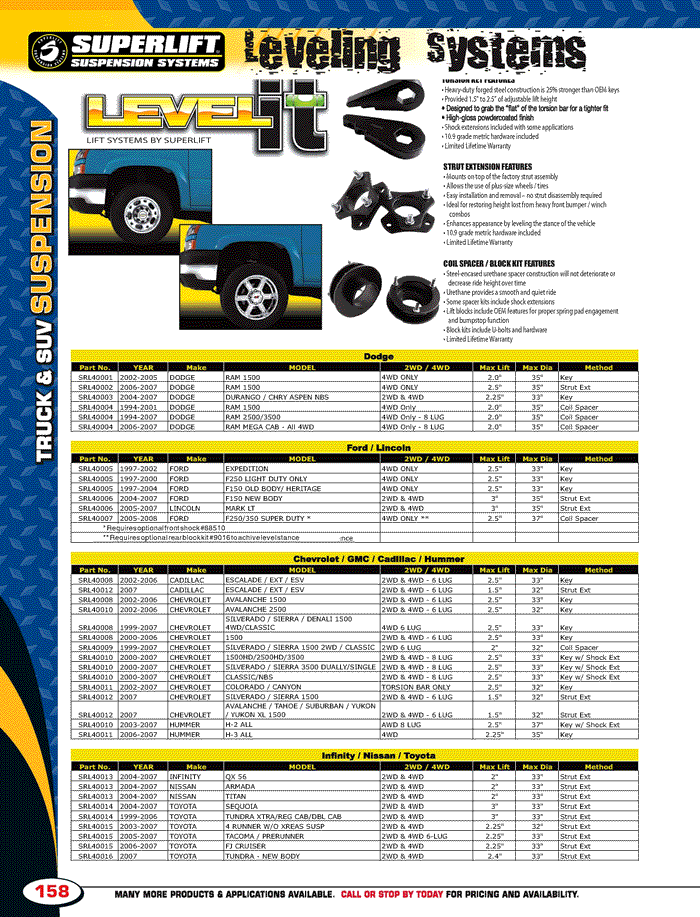 SUPERLIFT
SUSPENSION SYSTEMS
Leveling Systems
LEVEL it
LIFT SYSTEMS BY SUPERLIFT
TRUCK & SUV SUSPENSION
TORSION KEY FEATURES
• Heavy-duty forged steel construction is 25% stronger than OEM keys
• Provided 1.5" to 2.5" of adjustable lift height
• Designed to grab the "flat" of the torsion bar for a tighter fit
• High-gloss powdercoated finish
• Shock extensions included with some applications
• 10.9 grade metric hardware included
• Limited Lifetime Warranty
STRUT EXTENSION FEATURES
• Mounts on top of the factory strut assembly
• Allows the use of plus-size wheels / tires
• Easy installation and removal – no strut disassembly required
• Ideal for restoring height lost from heavy front bumper / winch
combos
• Enhances appearance by leveling the stance of the vehicle
• 10.9 grade metric hardware included
• Limited Lifetime Warranty
COIL SPACER / BLOCK KIT FEATURES
• Steel-encased urethane spacer construction will not deteriorate or
decrease ride height over time
• Urethane provides a smooth and quiet ride
• Some spacer kits include shock extensions
• Lift blocks include OEM features for proper spring pad engagement
and bumpstop function
• Block kits include U-bolts and hardware
• Limited Lifetime Warranty
Dodge
Part No. YEAR Make MODEL 2WD / 4WD Max Lift Max Dia Method
SRL40001 2002-2005 DODGE RAM 1500 4WD ONLY 2.0" 35" Key
SRL40002 2006-2007 DODGE RAM 1500 4WD ONLY 2.5" 35" Strut Ext
SRL40003 2004-2007 DODGE DURANGO / CHRY ASPEN NBS 2WD & 4WD 2.25" 33" Key
SRL40004 1994-2001 DODGE RAM 1500 4WD Only 2.0" 35" Coil Spacer
SRL40004 1994-2007 DODGE RAM 2500/3500 4WD Only - 8 LUG 2.0" 35" Coil Spacer
SRL40004 2006-2007 DODGE RAM MEGA CAB - All 4WD 4WD Only - 8 LUG 2.0" 35" Coil Spacer
Ford / Lincoln
Part No. YEAR Make MODEL 2WD / 4WD Max Lift Max Dia Method
SRL40005 1997-2002 FORD EXPEDITION 4WD ONLY 2.5" 33" Key
SRL40005 1997-2000 FORD F250 LIGHT DUTY ONLY 4WD ONLY 2.5" 33" Key
SRL40005 1997-2004 FORD F150 OLD BODY/ HERITAGE 4WD ONLY 2.5" 33" Key
SRL40006 2004-2007 FORD F150 NEW BODY 2WD & 4WD 3" 35" Strut Ext
SRL40006 2005-2007 LINCOLN MARK LT 2WD & 4WD 3" 35" Strut Ext
SRL40007 2005-2008 FORD F250/350 SUPER DUTY * 4WD ONLY ** 2.5" 37" Coil Spacer
*Requires optional front shock #88510
**Requires optional rear block kit #9016 to achive level stance
Chevrolet / GMC / Cadillac / Hummer
Part No. YEAR Make MODEL 2WD / 4WD Max Lift Max Dia Method
SRL40008 2002-2006 CADILLAC ESCALADE / EXT / ESV 2WD & 4WD - 6 LUG 2.5" 33" Key
SRL40012 2007 CADILLAC ESCALADE / EXT / ESV 2WD & 4WD - 6 LUG 1.5" 32" Strut Ext
SRL40008 2002-2006 CHEVROLET AVALANCHE 1500 2WD & 4WD - 6 LUG 2.5" 33" Key
SRL40010 2002-2006 CHEVROLET AVALANCHE 2500 2WD & 4WD - 6 LUG 2.5" 32" Key
SILVERADO / SIERRA / DENALI 1500
SRL40008 1999-2007 CHEVROLET 4WD/CLASSIC 4WD 6 LUG 2.5" 33" Key
SRL40008 2000-2006 CHEVROLET 1500 2WD & 4WD - 6 LUG 2.5" 33" Key
SRL40009 1999-2007 CHEVROLET SILVERADO / SIERRA 1500 2WD / CLASSIC 2WD 6 LUG 2" 32" Coil Spacer
SRL40010 2000-2007 CHEVROLET 1500HD/2500HD/3500 2WD & 4WD - 8 LUG 2.5" 33" Key w/ Shock Ext
SRL40010 2000-2007 CHEVROLET SILVERADO / SIERRA 3500 DUALLY/SINGLE 2WD & 4WD - 8 LUG 2.5" 33" Key w/ Shock Ext
SRL40010 2000-2007 CHEVROLET CLASSIC/NBS 2WD & 4WD - 8 LUG 2.5" 33" Key w/ Shock Ext
SRL40011 2002-2007 CHEVROLET COLORADO / CANYON TORSION BAR ONLY 2.5" 32" Key
SRL40012 2007 CHEVROLET SILVERADO / SIERRA 1500 2WD & 4WD - 6 LUG 1.5" 32" Strut Ext
AVALANCHE / TAHOE / SUBURBAN / YUKON
SRL40012 2007 CHEVROLET / YUKON XL 1500 2WD & 4WD - 6 LUG 1.5" 32" Strut Ext
SRL40010 2003-2007 HUMMER H-2 ALL AWD 8 LUG 2.5" 37" Key w/ Shock Ext
SRL40011 2006-2007 HUMMER H-3 ALL 4WD 2.25" 35" Key
Infinity / Nissan / Toyota
Part No. YEAR Make MODEL 2WD / 4WD Max Lift Max Dia Method
SRL40013 2004-2007 INFINITY QX 56 2WD & 4WD 2" 33" Strut Ext
SRL40013 2004-2007 NISSAN ARMADA 2WD & 4WD 2" 33" Strut Ext
SRL40013 2004-2007 NISSAN TITAN 2WD & 4WD 2" 33" Strut Ext
SRL40014 2004-2007 TOYOTA SEQUOIA 2WD & 4WD 3" 33" Strut Ext
SRL40014 1999-2006 TOYOTA TUNDRA XTRA/REG CAB/DBL CAB 2WD & 4WD 3" 33" Strut Ext
SRL40015 2003-2007 TOYOTA 4 RUNNER W/O XREAS SUSP 2WD & 4WD 2.25" 32" Strut Ext
SRL40015 2005-2007 TOYOTA TACOMA / PRERUNNER 2WD & 4WD 6-LUG 2.25" 33" Strut Ext
SRL40015 2006-2007 TOYOTA FJ CRUISER 2WD & 4WD 2.25" 33" Strut Ext
SRL40016 2007 TOYOTA TUNDRA - NEW BODY 2WD & 4WD 2.4" 33" Strut Ext
158
MANY MORE PRODUCTS & APPLICATIONS AVAILABLE. CALL OR STOP BY TODAY FOR PRICING AND AVAILABILITY.